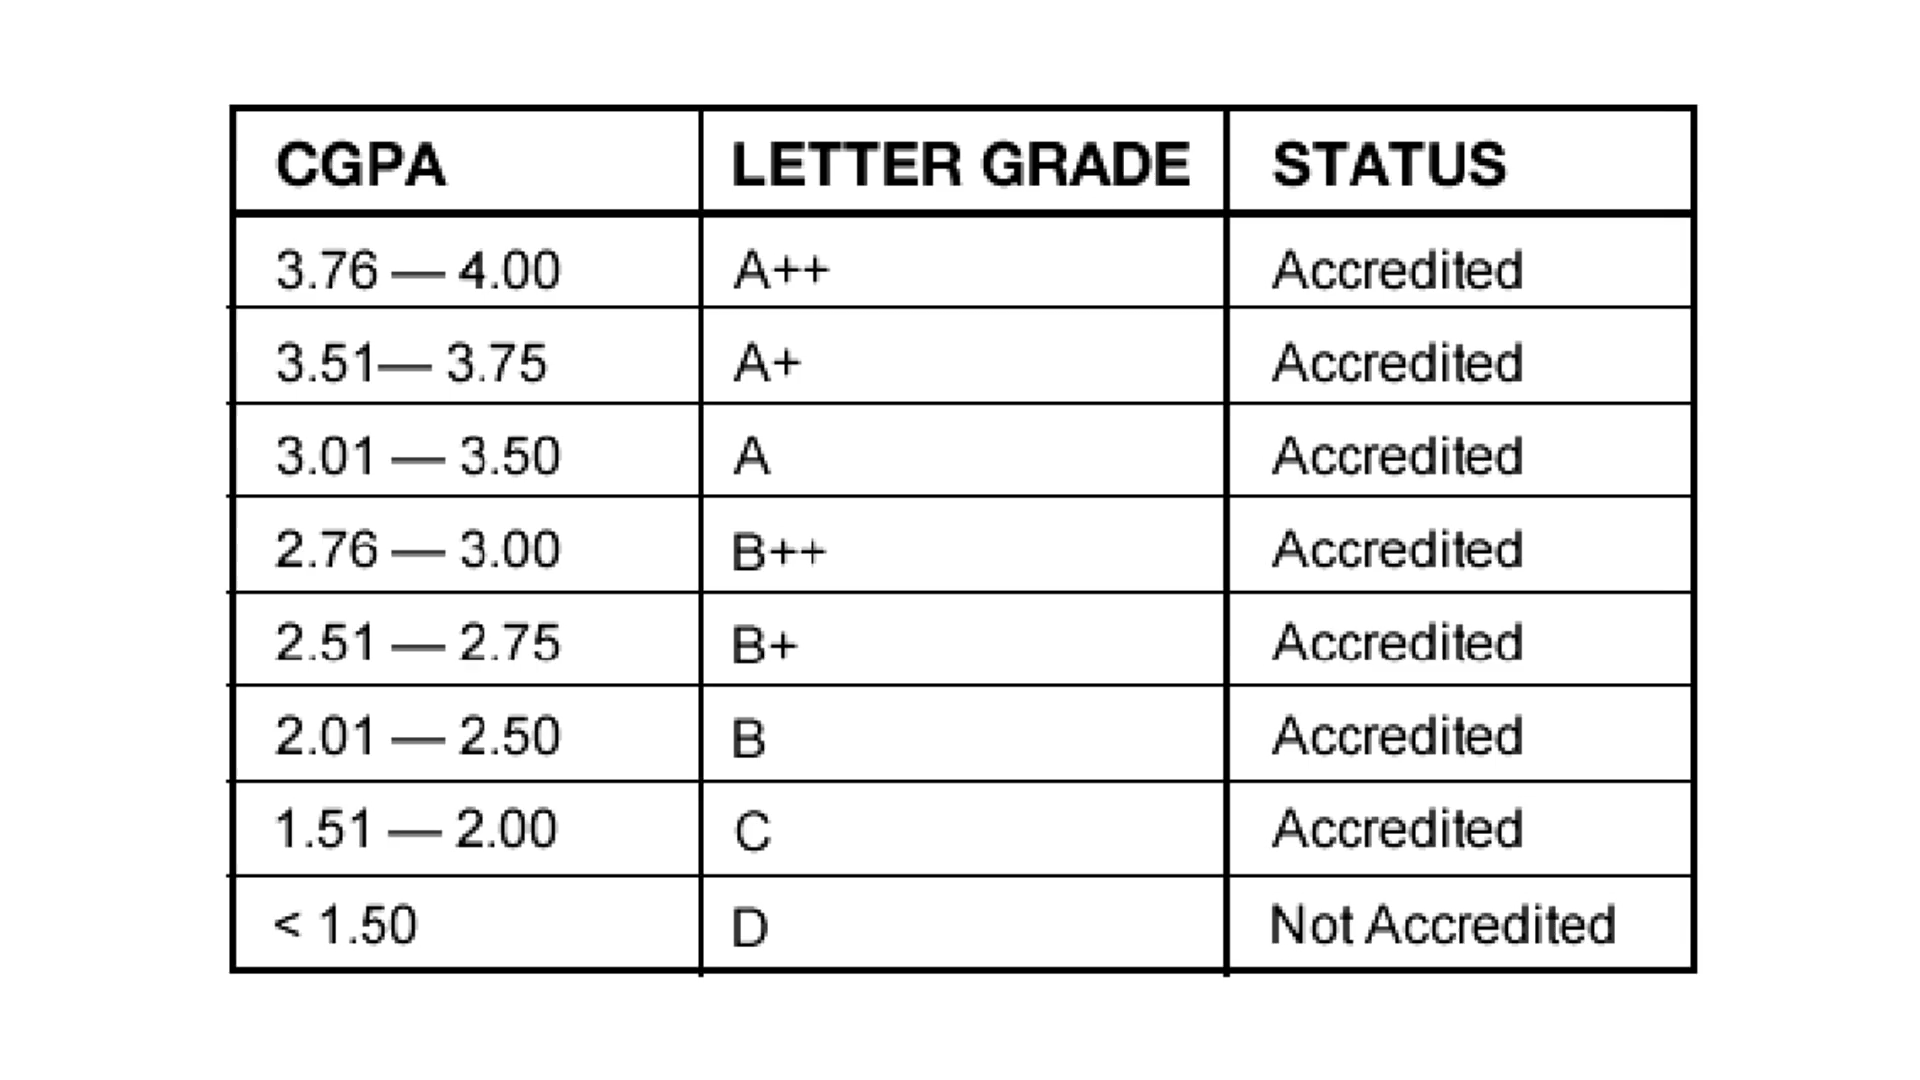 CGPA LETTER GRADE STATUS
3.76 — 4.00 A++ Accredited
3.51— 3.75 A+ Accredited
3.01 — 3.50 A Accredited
2.76 — 3.00 B++ Accredited
2.51 — 2.75 B+ Accredited
2.01 — 2.50 B Accredited
1.51 — 2.00 C Accredited
< 1.50 D Not Accredited